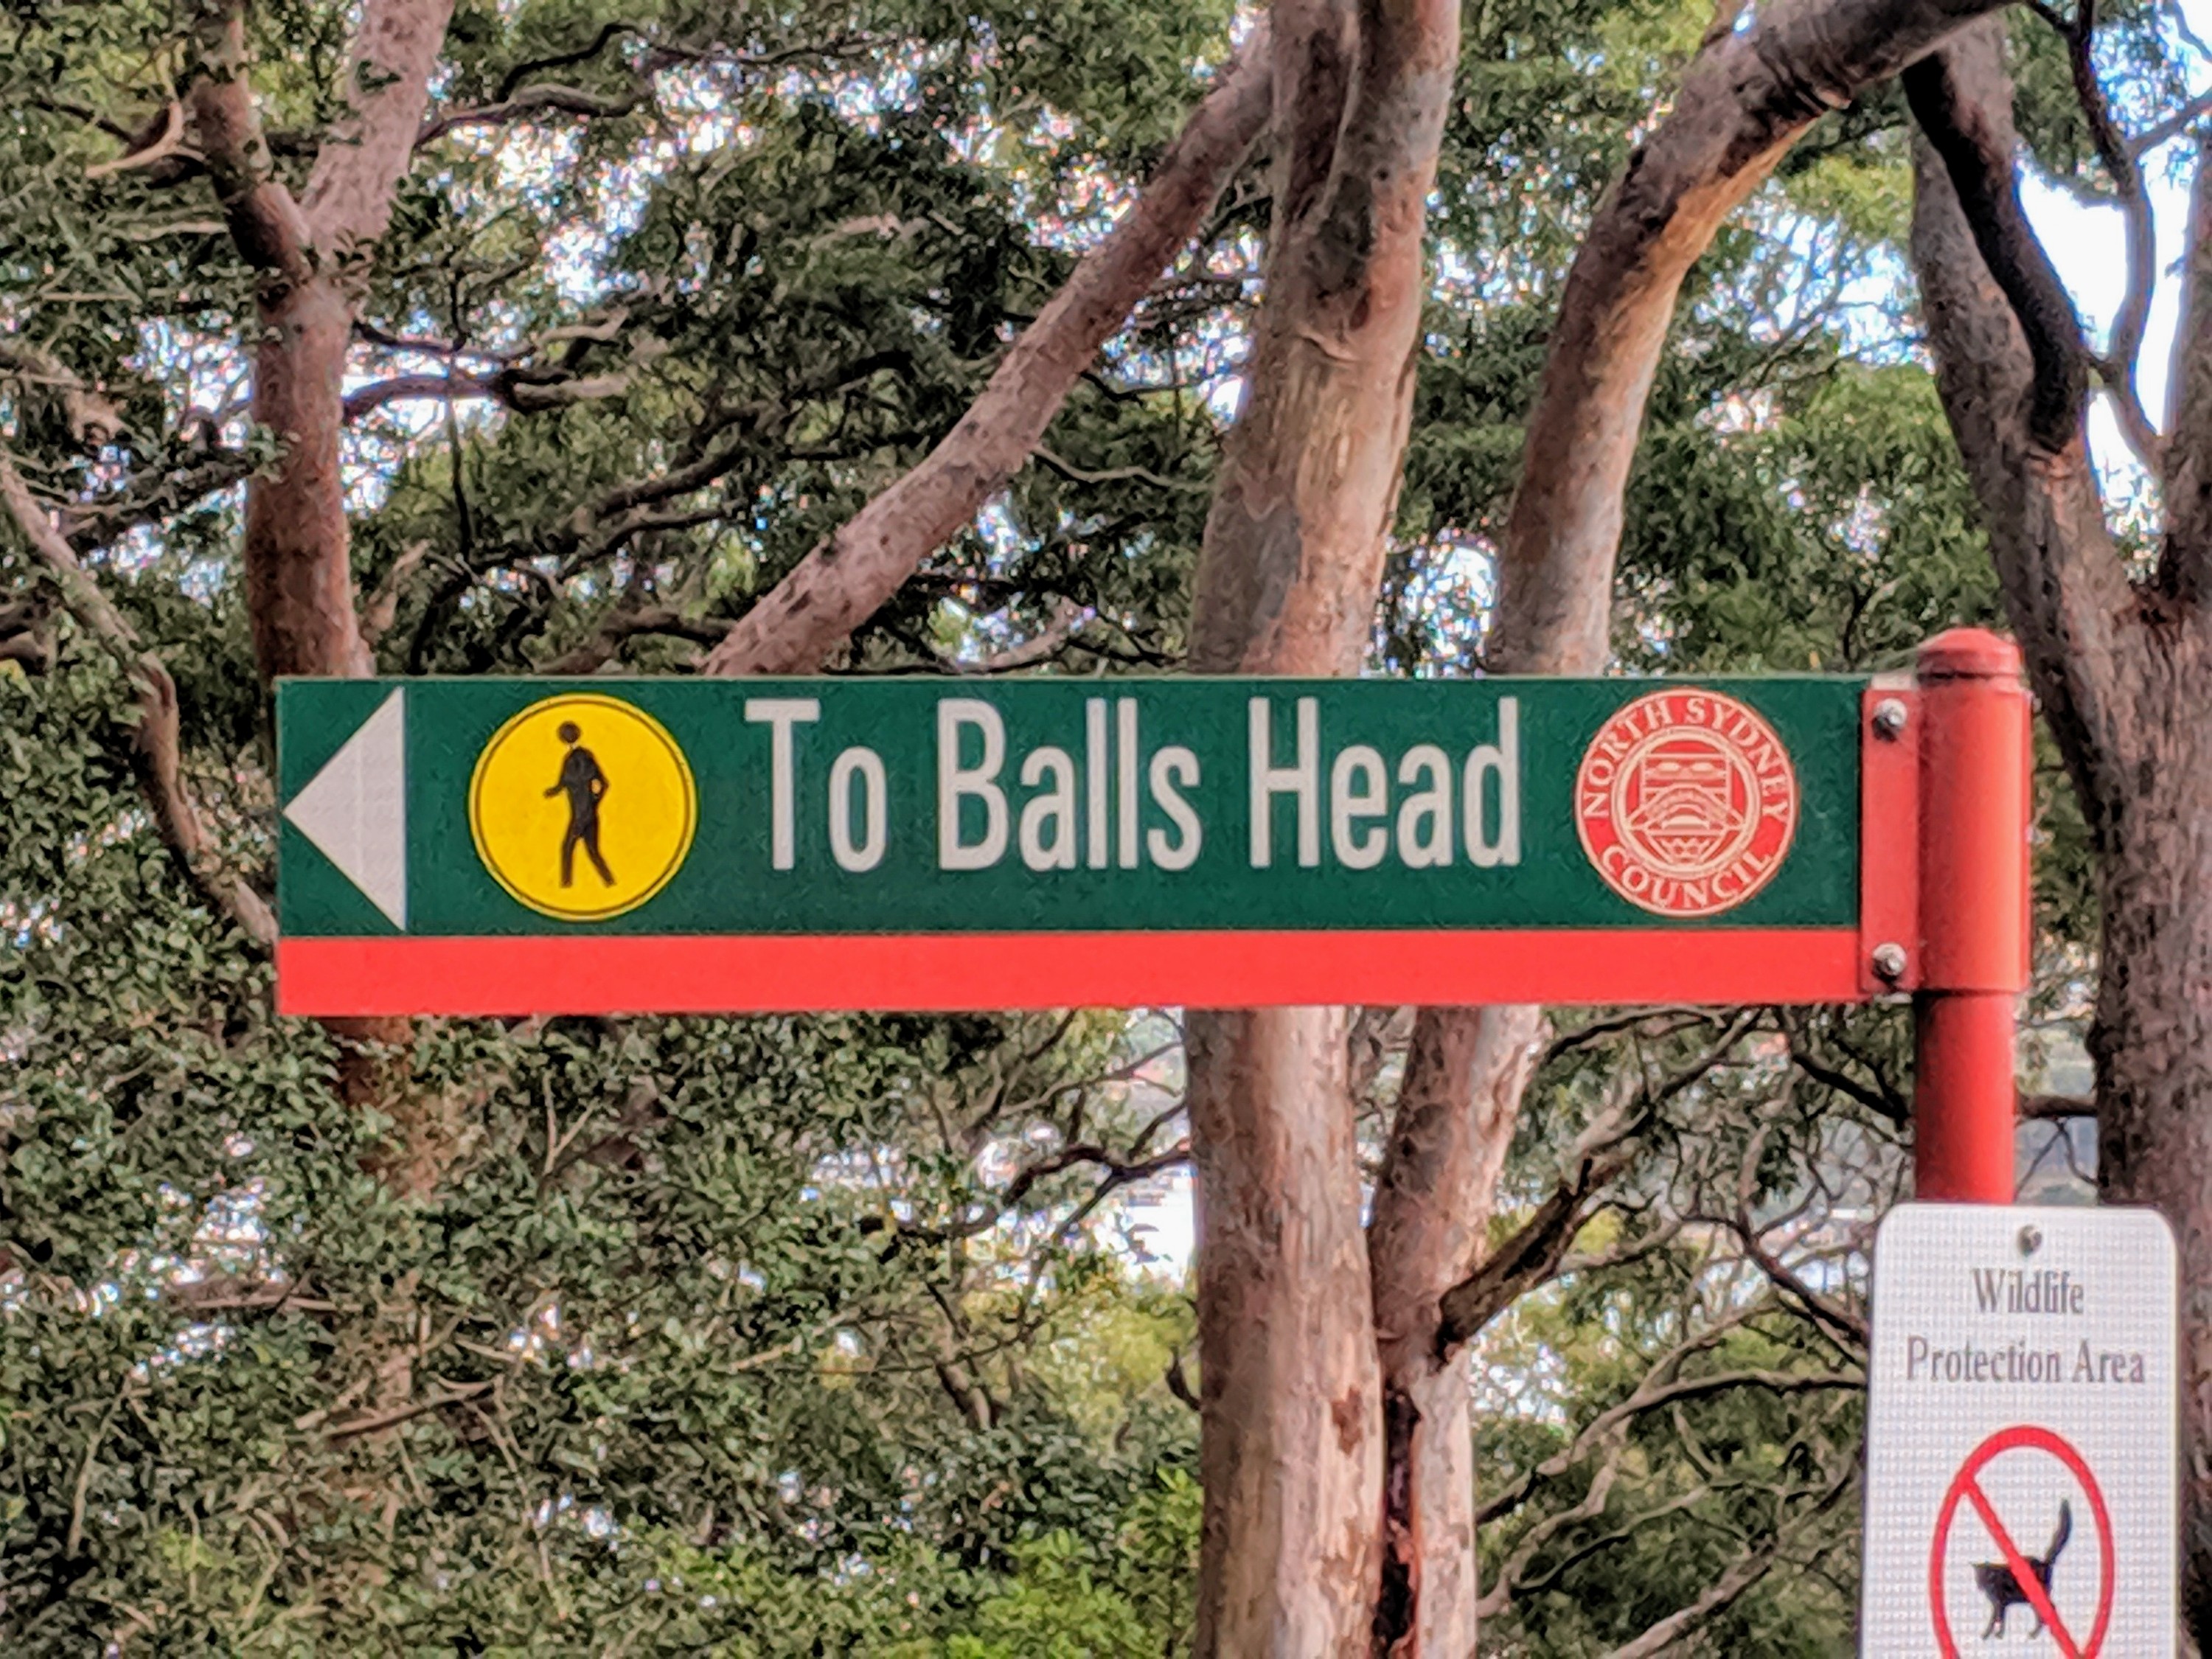 To Balls Head
NORTH SYDNEY
COUNCIL
Wildlife
Protection Area